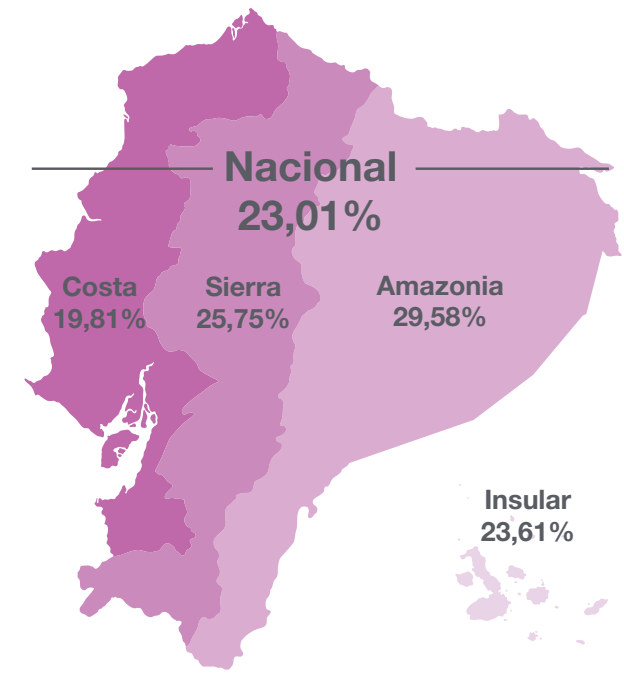 Nacional
23,01%
Costa
19,81%
Sierra
25,75%
Amazonia
29,58%
Insular
23,61%